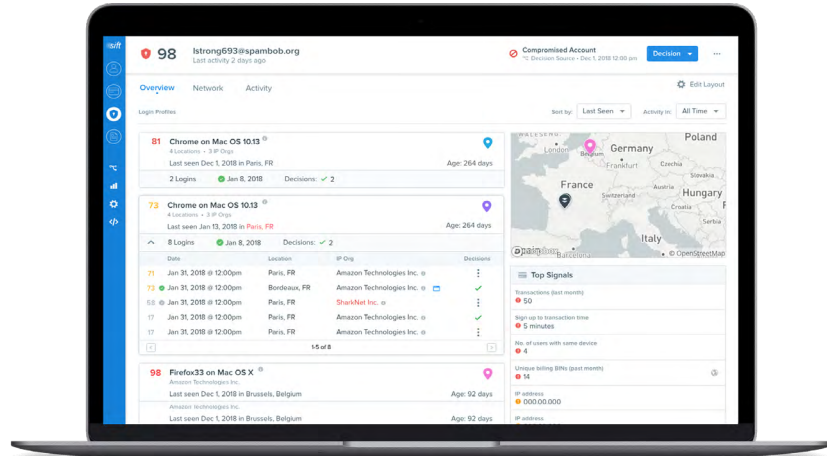 sift
98 lstrong693@spambob.org
Last activity 2 days ago
Compromised Account
Decision Source • Dec 1, 2018 12:00 pm
Decision
Overview Network Activity
Edit Layout
Login Profiles
Sort by: Last Seen Activity in: All Time
81 Chrome on Mac OS 10.13
4 Locations • 3 IP Orgs
Last seen Dec 1, 2018 in Paris, FR Age: 264 days
2 Logins Jan 8, 2018 Decisions: 2
73 Chrome on Mac OS 10.13
4 Locations • 3 IP Orgs
Last seen Jan 13, 2018 in Paris, FR Age: 264 days
8 Logins Jan 8, 2018 Decisions: 2
Date Location IP Org Decisions
71 Jan 31, 2018 @ 12:00pm Paris, FR Amazon Technologies Inc.
73 Jan 31, 2018 @ 12:00pm Bordeaux, FR Amazon Technologies Inc.
58 Jan 31, 2018 @ 12:00pm Paris, FR SharkNet Inc.
17 Jan 31, 2018 @ 12:00pm Paris, FR Amazon Technologies Inc.
17 Jan 31, 2018 @ 12:00pm Paris, FR Amazon Technologies Inc.
1-5 of 8
98 Firefox33 on Mac OS X
Amazon Technologies Inc.
Last seen Dec 1, 2018 in Brussels, Belgium Age: 92 days
Amazon Technologies Inc.
Last seen Dec 1, 2018 in Brussels, Belgium Age: 92 days
Poland
London
Belgium
Germany
Frankfurt
Czechia
Slovakia
France
Switzerland
Austria
Hungary
Croatia
Serbia
Italy
Barcelona
© OpenStreetMap
Top Signals
Transactions (last month)
50
Sign up to transaction time
5 minutes
No. of users with same device
4
Unique billing BINs (past month)
14
IP address
000.00.000
IP address